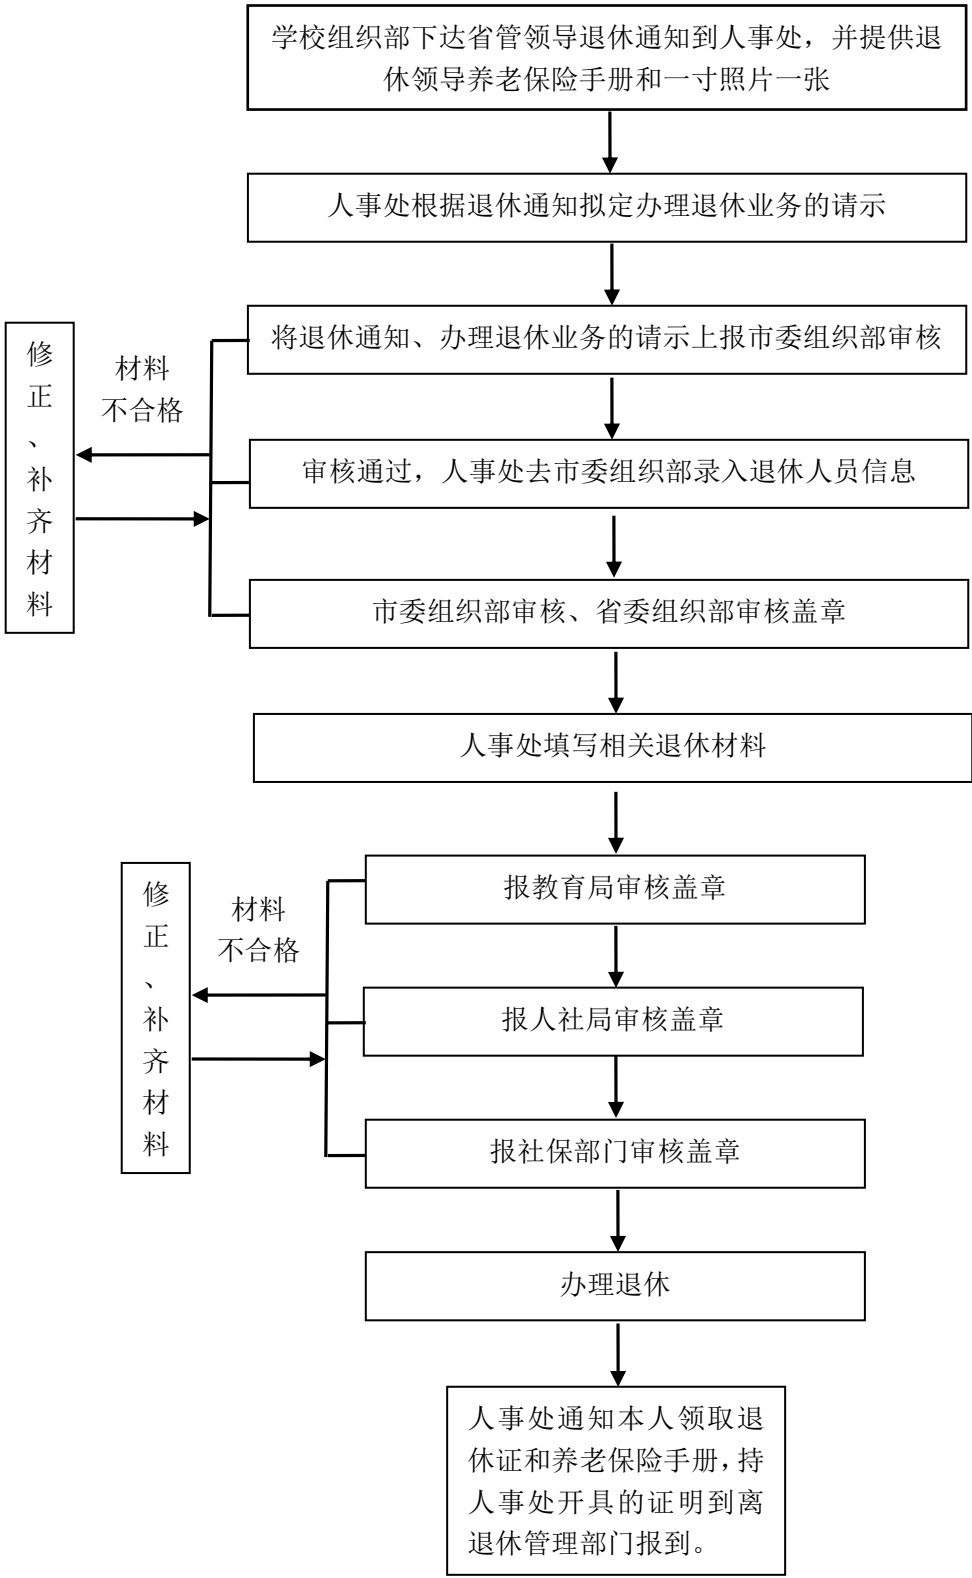 学校组织部下达省管领导退休通知到人事处，并提供退
休领导养老保险手册和一寸照片一张
人事处根据退休通知拟定办理退休业务的请示
将退休通知、办理退休业务的请示上报市委组织部审核
修
正
、
补
齐
材
料
材料
不合格
审核通过，人事处去市委组织部录入退休人员信息
市委组织部审核、省委组织部审核盖章
人事处填写相关退休材料
报教育局审核盖章
修
正
、
补
齐
材
料
材料
不合格
报人社局审核盖章
报社保部门审核盖章
办理退休
人事处通知本人领取退
休证和养老保险手册，持
人事处开具的证明到离
退休管理部门报到。